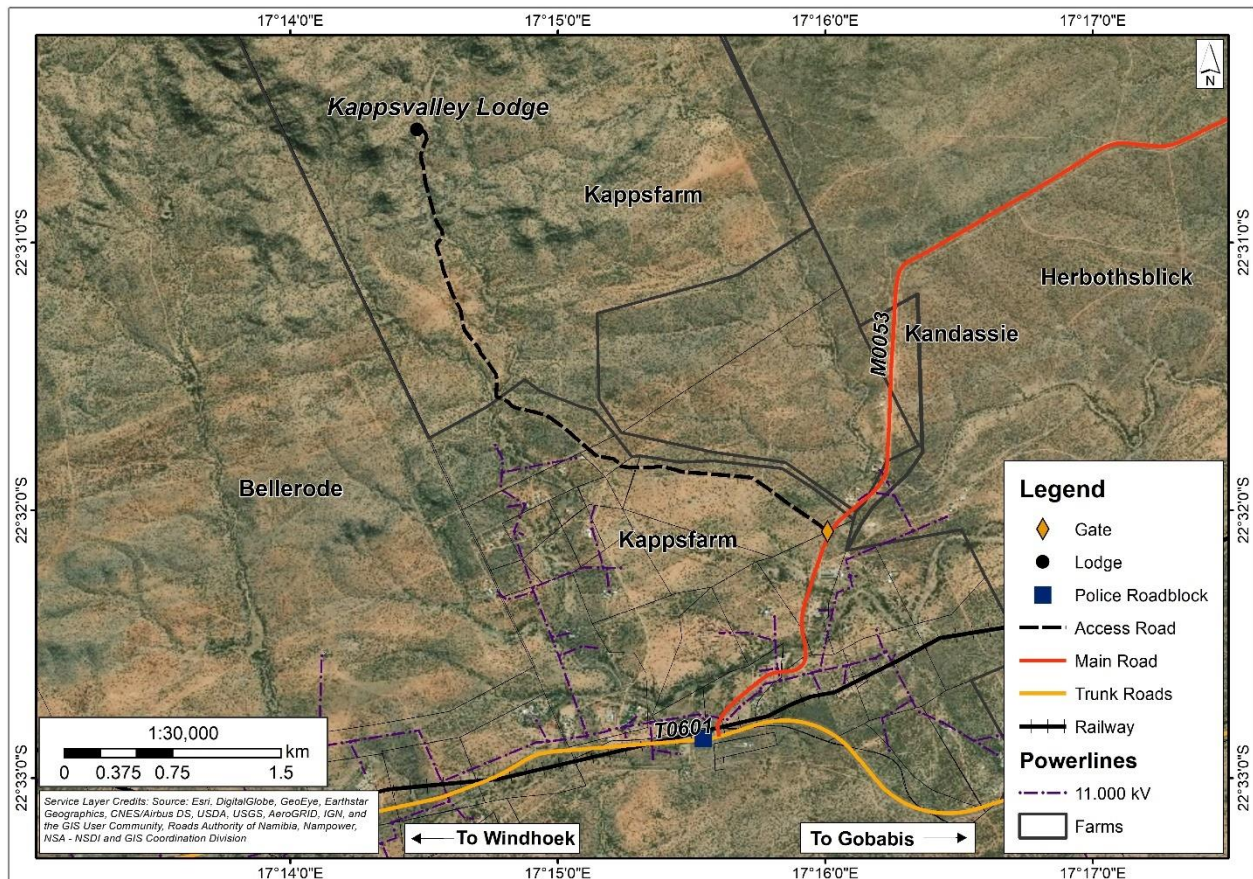 17°14'0"E
17°15'0"E
17°16'0"E
17°17'0"E
N
Kappsvalley Lodge
Kappsfarm
22°31'0"S
22°31'0"S
Herbothsblick
Kandassie
M0053
Bellerode
22°32'0"S
22°32'0"S
Kappsfarm
Legend
Gate
Lodge
Police Roadblock
Access Road
Main Road
Trunk Roads
Railway
Powerlines
11.000 kV
Farms
T0601
1:30,000
km
0 0.375 0.75 1.5
22°33'0"S
22°33'0"S
Service Layer Credits: Source: Esri, DigitalGlobe, GeoEye, Earthstar
Geographics, CNES/Airbus DS, USDA, USGS, AeroGRID, IGN, and
the GIS User Community, Roads Authority of Namibia, Nampower,
NSA - NSDI and GIS Coordination Division
To Windhoek
To Gobabis
17°14'0"E
17°15'0"E
17°16'0"E
17°17'0"E